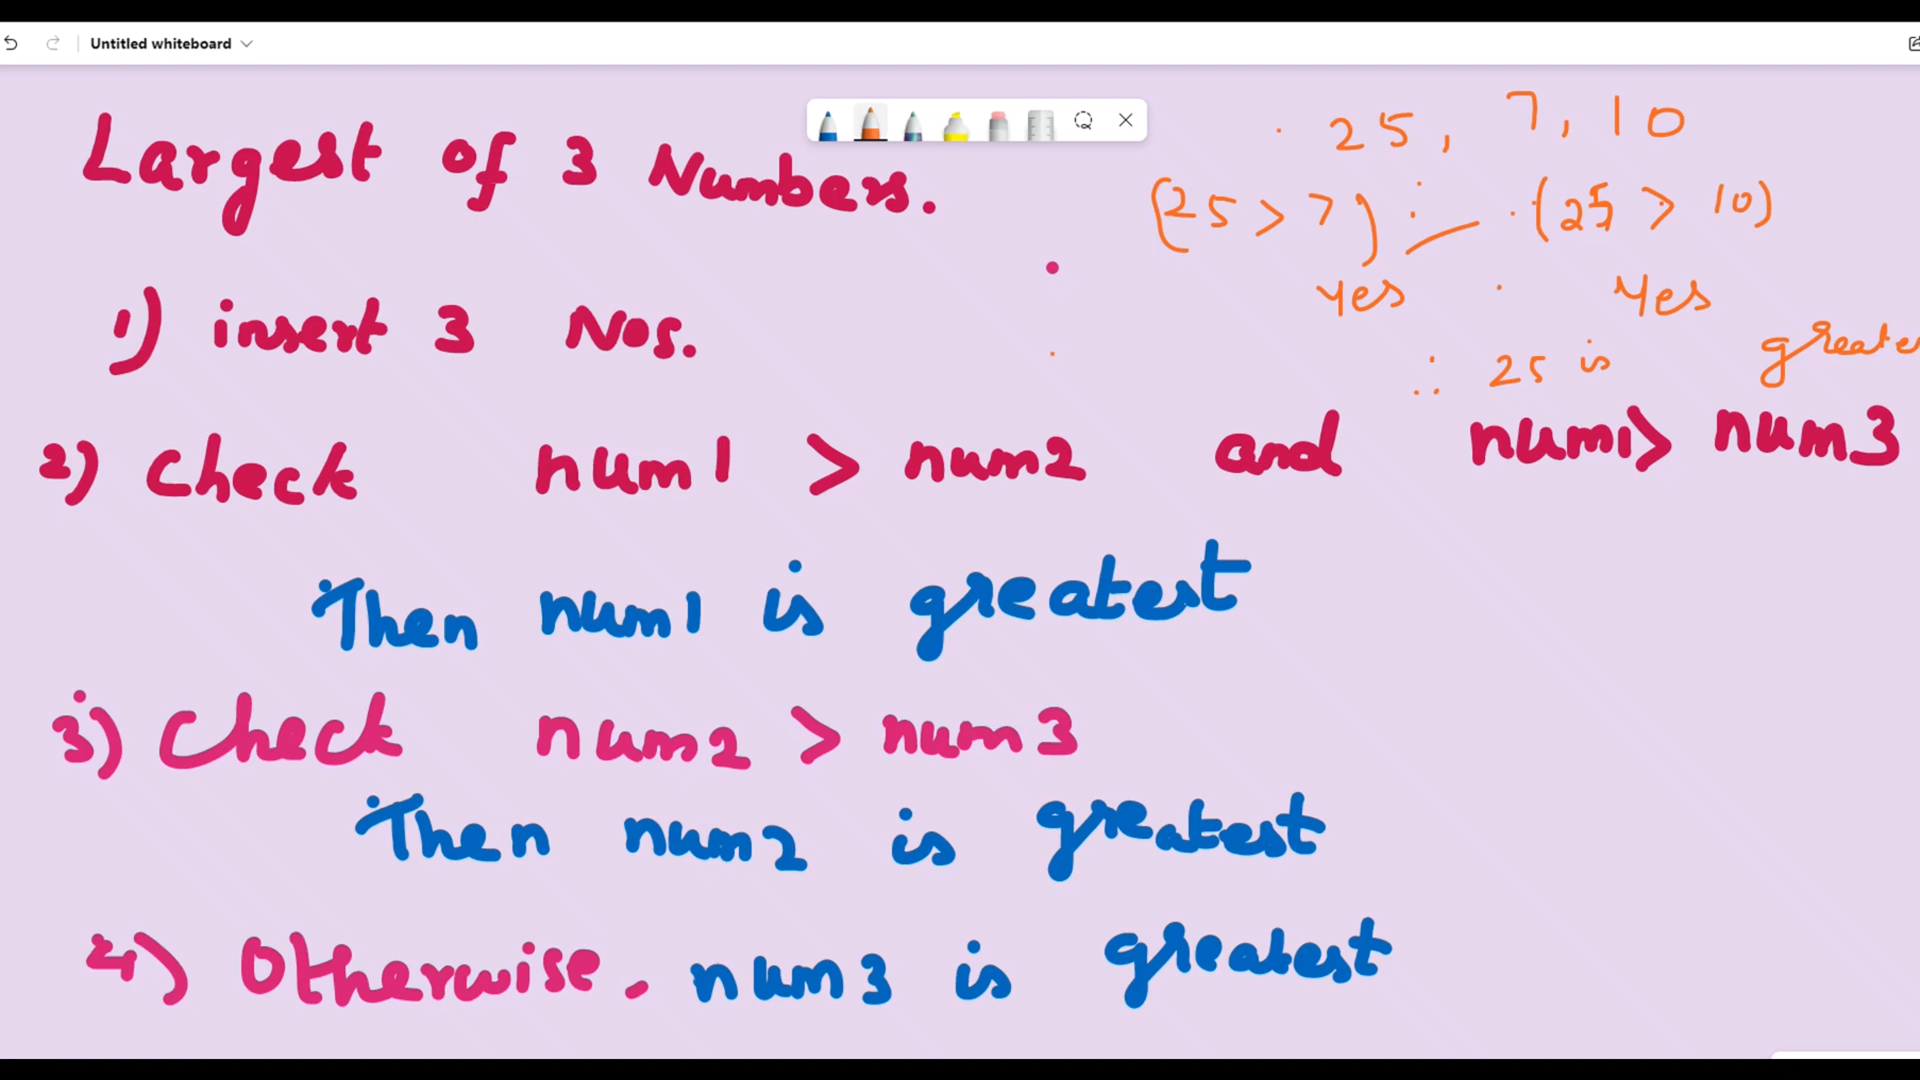 Untitled whiteboard
Largest of 3 Numbers.
25, 7, 10
(25 > 7) (25 > 10)
yes yes
∴ 25 is greater
1) insert 3 Nos.
2) Check num1 > num2 and num1> num3
Then num1 is greatest
3) Check num2 > num3
Then num2 is greatest
4) Otherwise. num3 is greatest